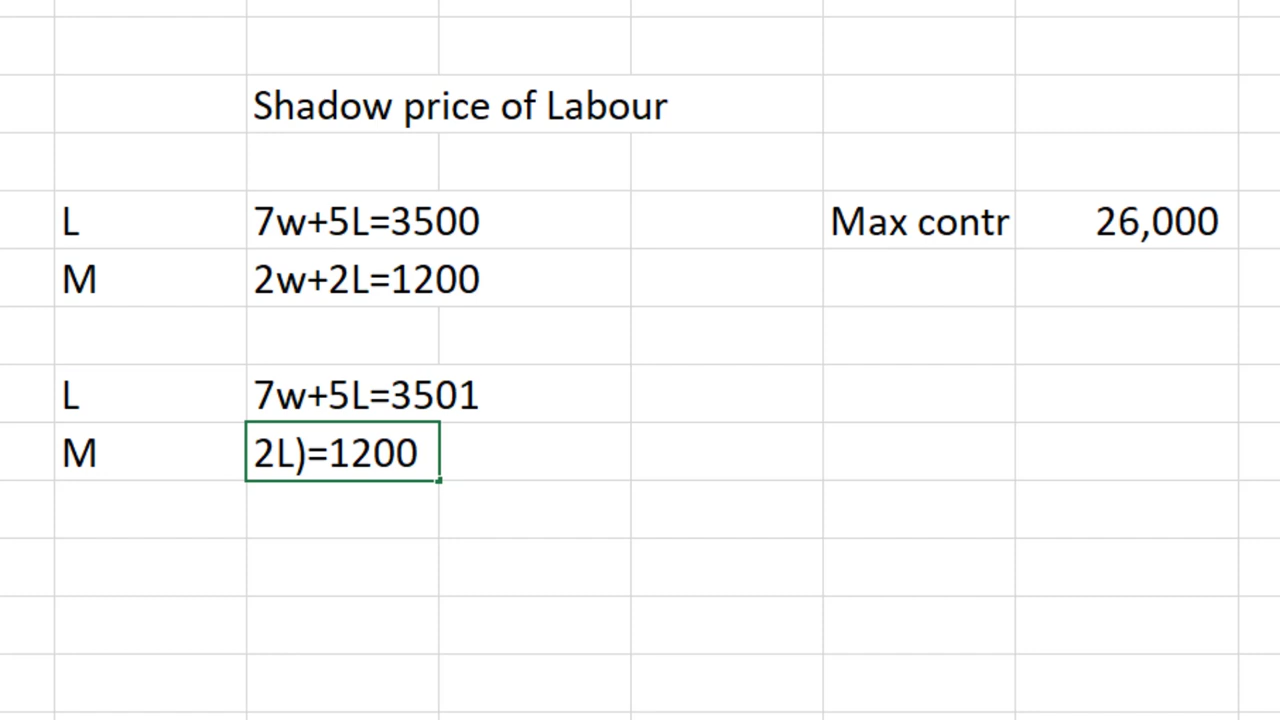 Shadow price of Labour
L 7w+5L=3500 Max contr 26,000
M 2w+2L=1200
L 7w+5L=3501
M 2L)=1200